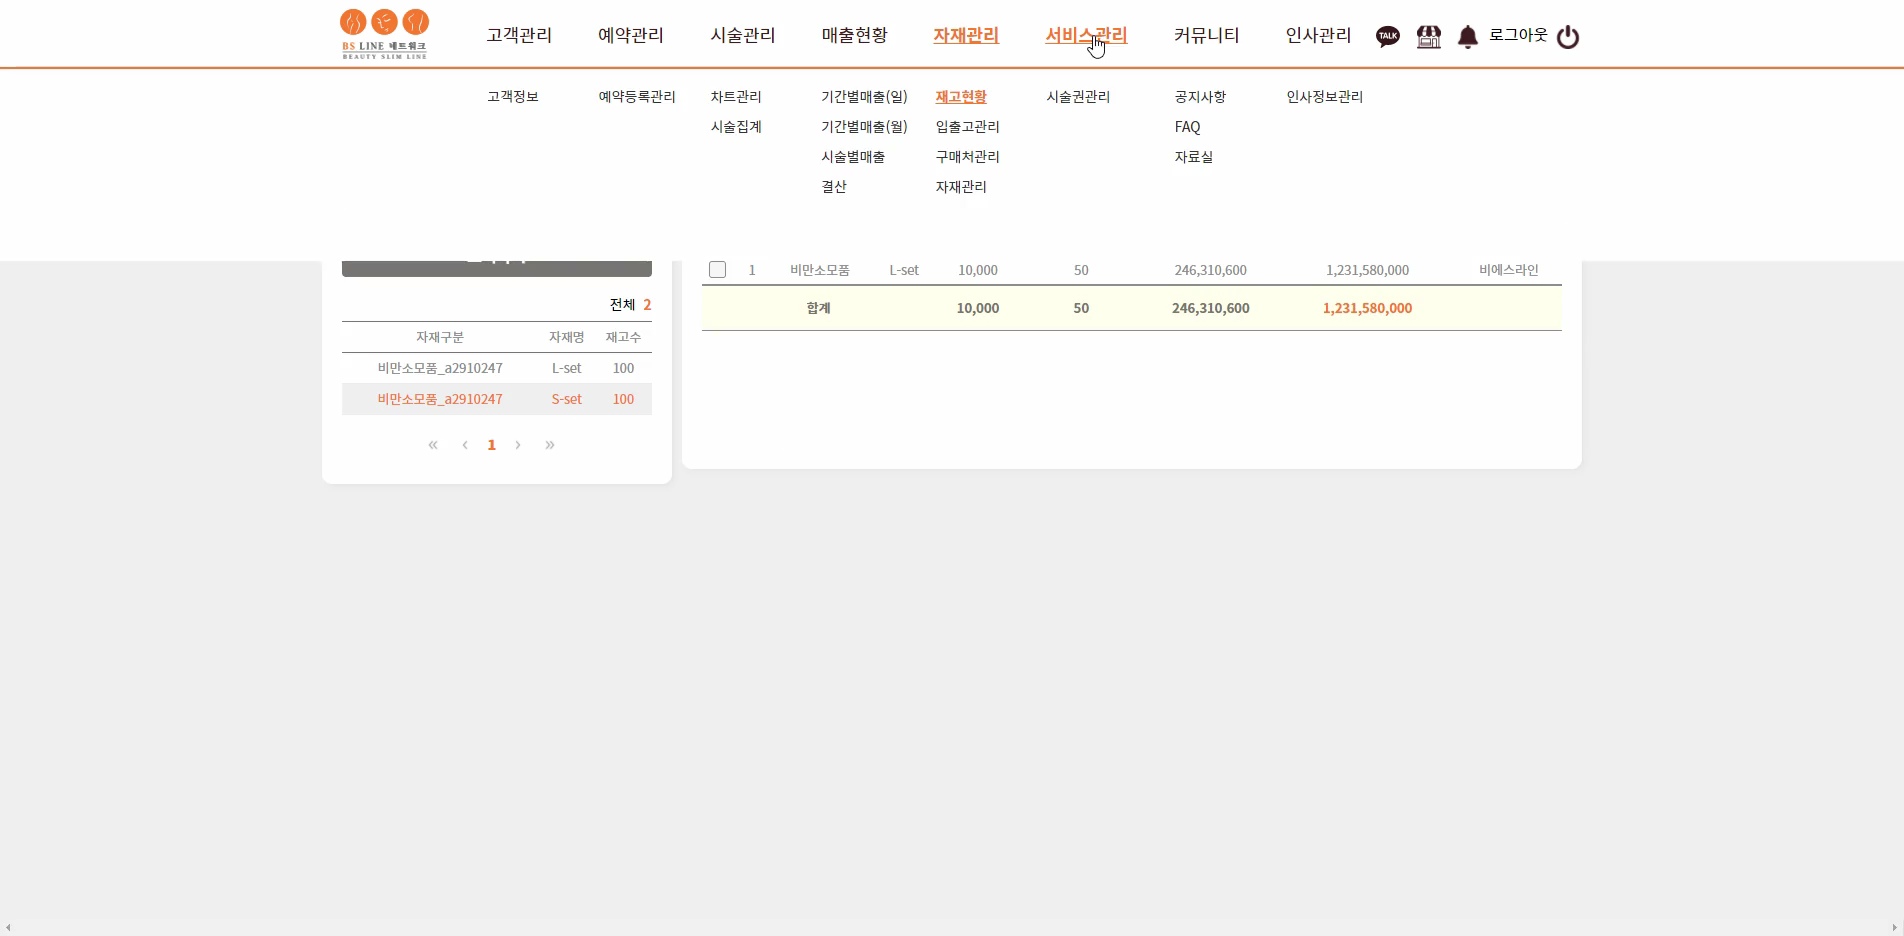 BS LINE 네트워크
BEAUTY SLIM LINE
고객관리 예약관리 시술관리 매출현황 자재관리 서비스관리 커뮤니티 인사관리 TALK 로그아웃
고객정보 예약등록관리 차트관리 기간별매출(일) 재고현황 시술권관리 공지사항 인사정보관리
시술집계 기간별매출(월) 입출고관리 FAQ
시술별매출 구매처관리 자료실
결산 자재관리
1 비만소모품 L-set 10,000 50 246,310,600 1,231,580,000 비에스라인
합계 10,000 50 246,310,600 1,231,580,000
전체 2
자재구분 자재명 재고수
비만소모품_a2910247 L-set 100
비만소모품_a2910247 S-set 100
« ‹ 1 › »